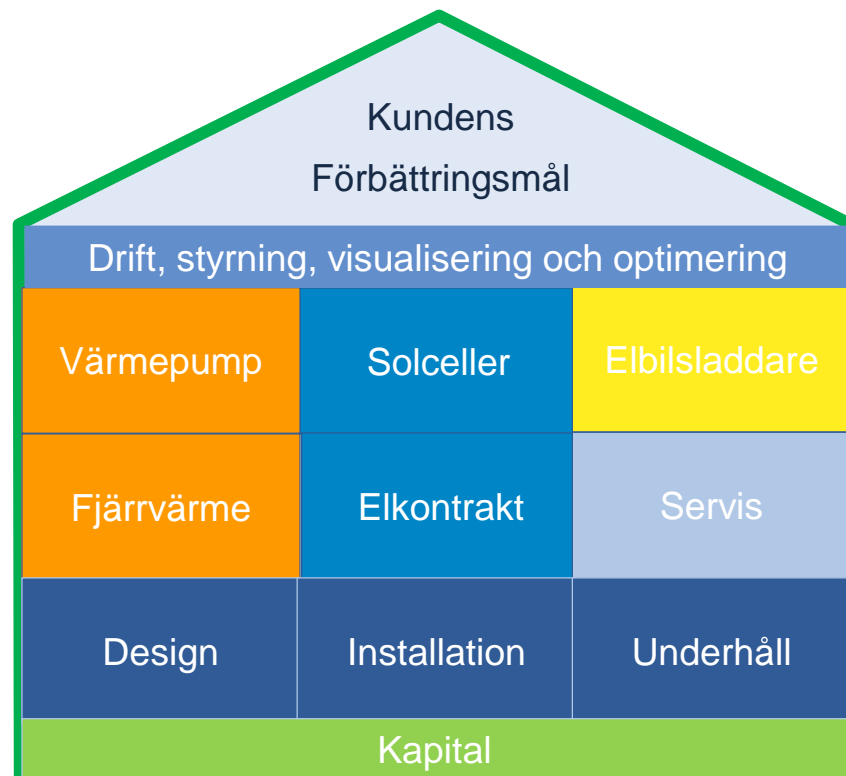 Kundens
Förbättringsmål
Drift, styrning, visualisering och optimering
Värmepump
Solceller
Elbilsladdare
Fjärrvärme
Elkontrakt
Servis
Design
Installation
Underhåll
Kapital